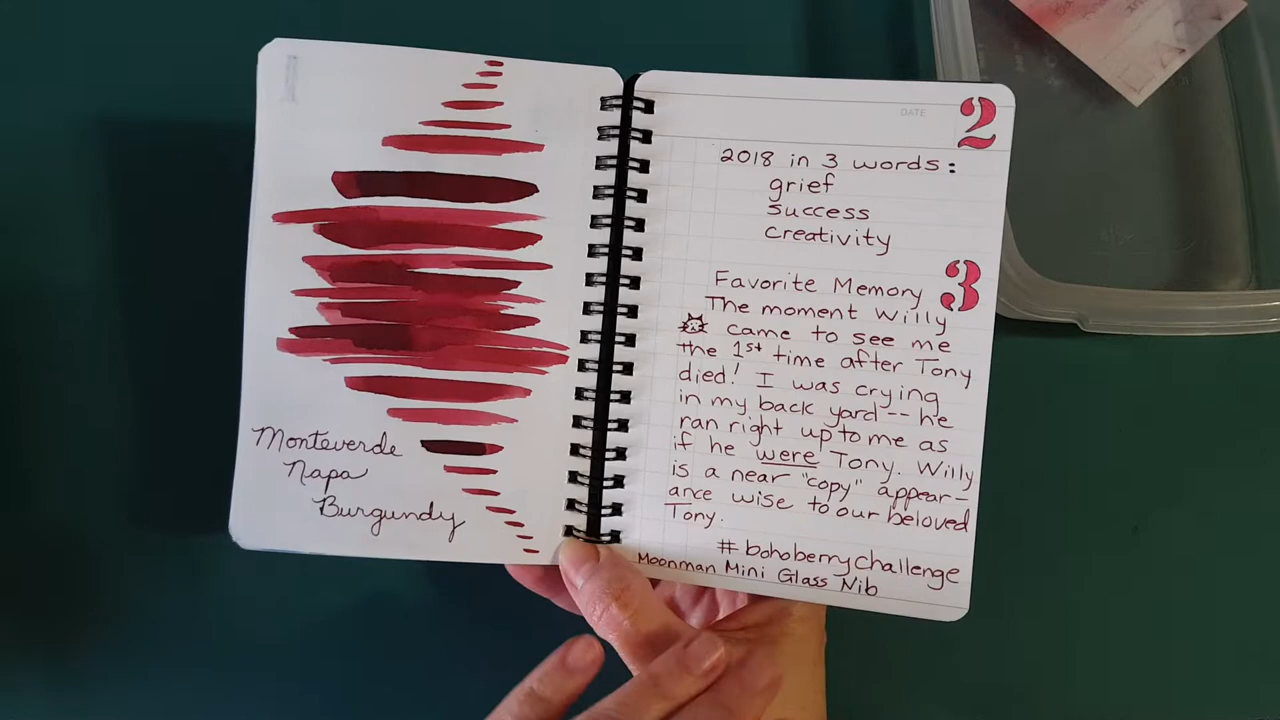 Monteverde
Napa
Burgundy
DATE
2
2018 in 3 words:
grief
success
creativity
3
Favorite Memory
The moment Willy
came to see me
the 1st time after Tony
died! I was crying
in my back yard -- he
ran right up to me as
if he were Tony. Willy
is a near "copy" appear-
ance wise to our beloved
Tony.
#bohoberrychallenge
Moonman Mini Glass Nib